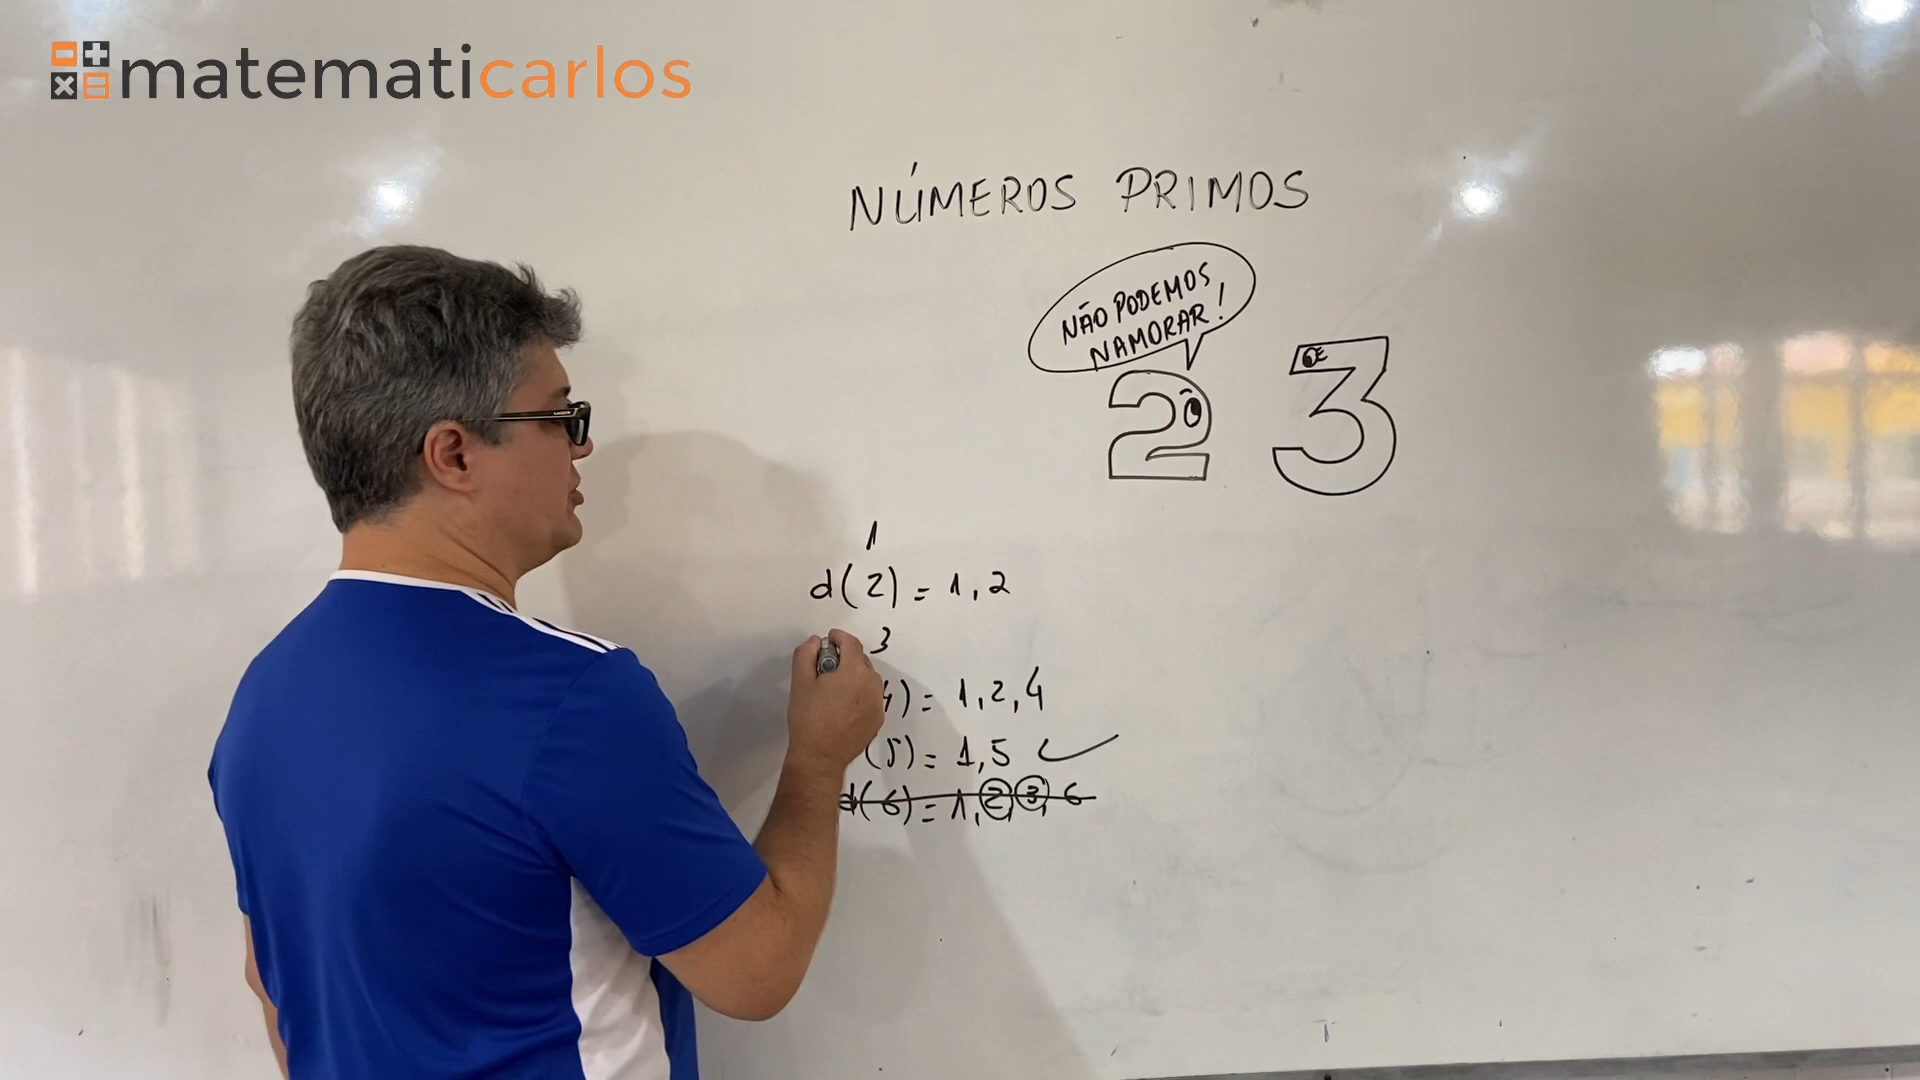 matematicarlos
NÚMEROS PRIMOS
NÃO PODEMOS
NAMORAR!
2 3
1
d(2) = 1, 2
3
4) = 1, 2, 4
(5) = 1, 5 ✓
d(6) = 1, 2, 3, 6